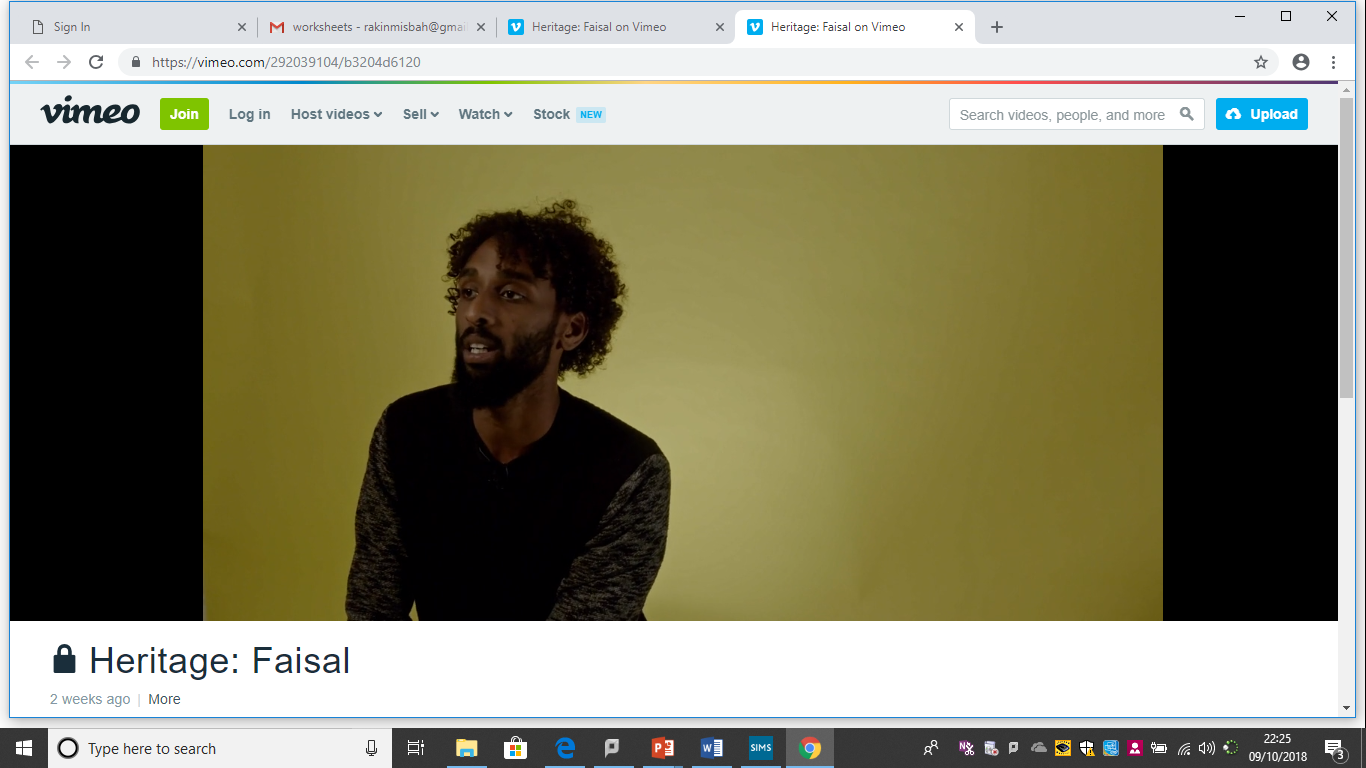 Sign In
worksheets - rakinmisbah@gmai
Heritage: Faisal on Vimeo
Heritage: Faisal on Vimeo
https://vimeo.com/292039104/b3204d6120
vimeo
Join
Log in
Host videos
Sell
Watch
Stock
NEW
Search videos, people, and more
Upload
Heritage: Faisal
2 weeks ago | More
Type here to search
SIMS
22:25
09/10/2018
3